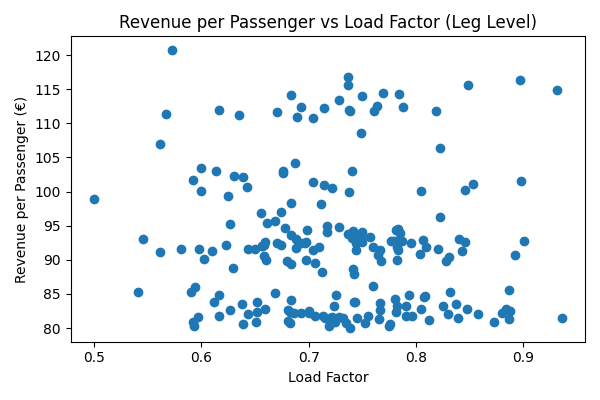 Revenue per Passenger vs Load Factor (Leg Level)
Revenue per Passenger (€)
120
115
110
105
100
95
90
85
80
0.5 0.6 0.7 0.8 0.9
Load Factor